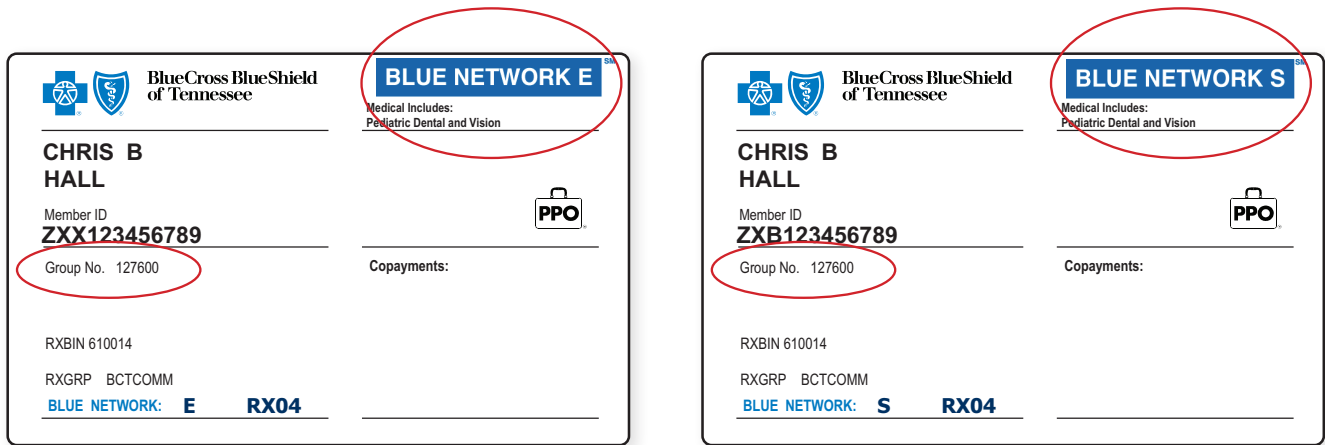 BlueCross BlueShield
of Tennessee
BLUE NETWORK E
SM
Medical Includes:
Pediatric Dental and Vision
CHRIS B
HALL
PPO
Member ID
ZXX123456789
Group No. 127600
Copayments:
RXBIN 610014
RXGRP BCTCOMM
BLUE NETWORK: E RX04
BlueCross BlueShield
of Tennessee
BLUE NETWORK S
SM
Medical Includes:
Pediatric Dental and Vision
CHRIS B
HALL
PPO
Member ID
ZXB123456789
Group No. 127600
Copayments:
RXBIN 610014
RXGRP BCTCOMM
BLUE NETWORK: S RX04